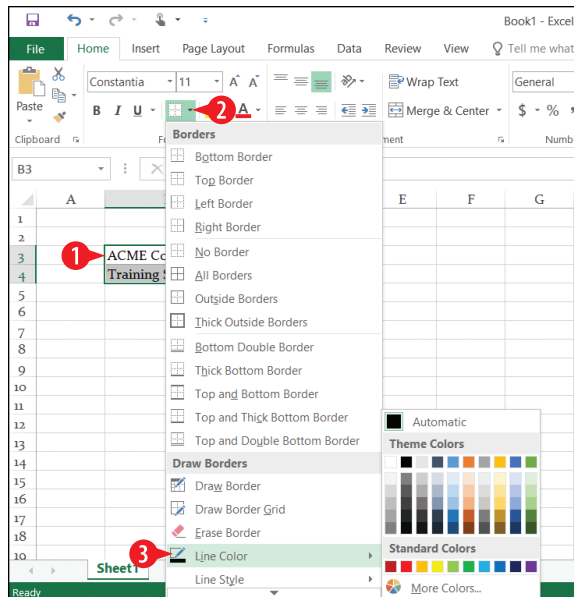 Book1 - Excel
File Home Insert Page Layout Formulas Data Review View Tell me what
Constantia 11 A A Wrap Text General
Paste B I U A Merge & Center $ % 
2
Clipboard Numb
B3
Borders
Bottom Border
Top Border
Left Border
Right Border
No Border
All Borders
Outside Borders
Thick Outside Borders
Bottom Double Border
Thick Bottom Border
Top and Bottom Border
Top and Thick Bottom Border
Top and Double Bottom Border
Draw Borders
Draw Border
Draw Border Grid
Erase Border
3 Line Color
Line Style
A E F G
1
2
3 1 ACME Co
4 Training
5
6
7
8
9
10
11
12
13
14
15
16
17
18
19
Automatic
Theme Colors
Standard Colors
More Colors...
Sheet1
Ready